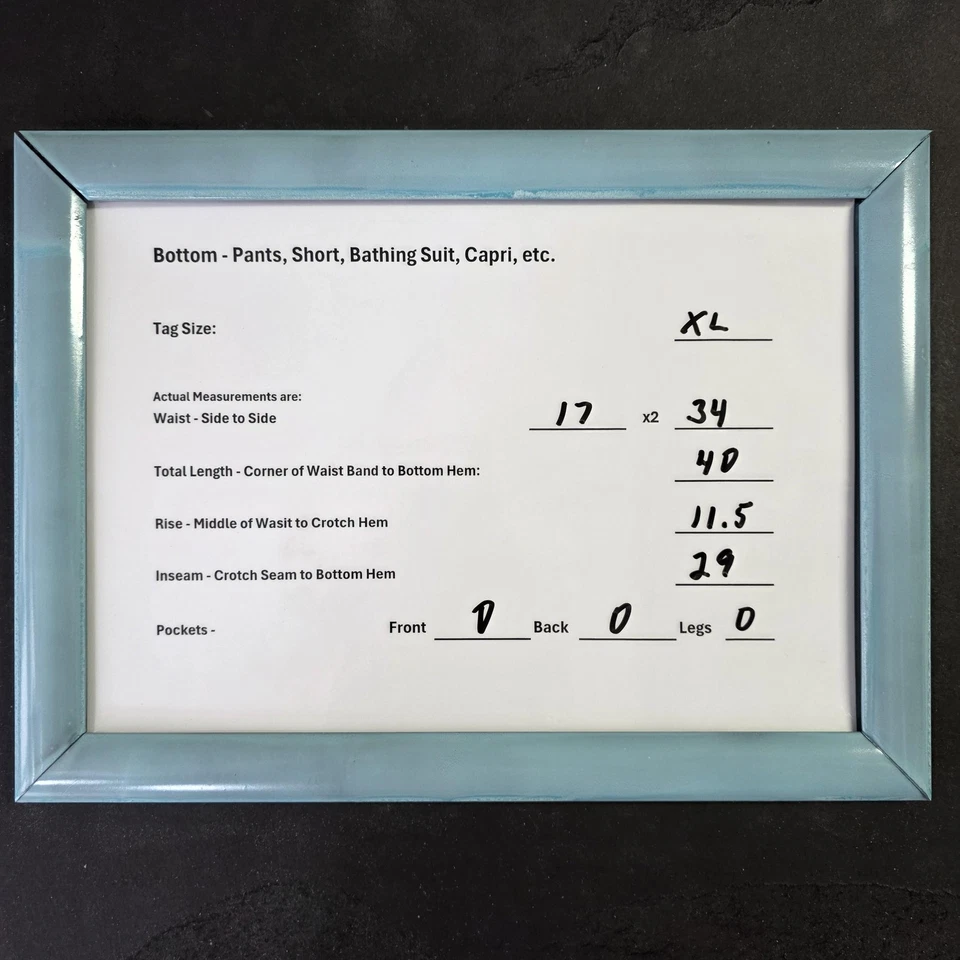 Bottom - Pants, Short, Bathing Suit, Capri, etc.
Tag Size: XL
Actual Measurements are:
Waist - Side to Side 17 x2 34
Total Length - Corner of Waist Band to Bottom Hem: 40
Rise - Middle of Wasit to Crotch Hem 11.5
Inseam - Crotch Seam to Bottom Hem 29
Pockets - Front 0 Back 0 Legs 0